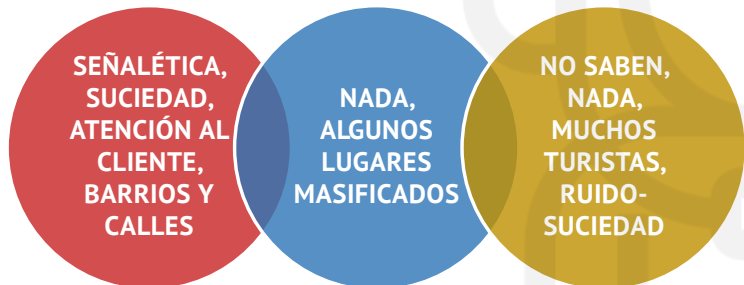 SEÑALÉTICA,
SUCIEDAD,
ATENCIÓN AL
CLIENTE,
BARRIOS Y
CALLES
NADA,
ALGUNOS
LUGARES
MASIFICADOS
NO SABEN,
NADA,
MUCHOS
TURISTAS,
RUIDO-
SUCIEDAD